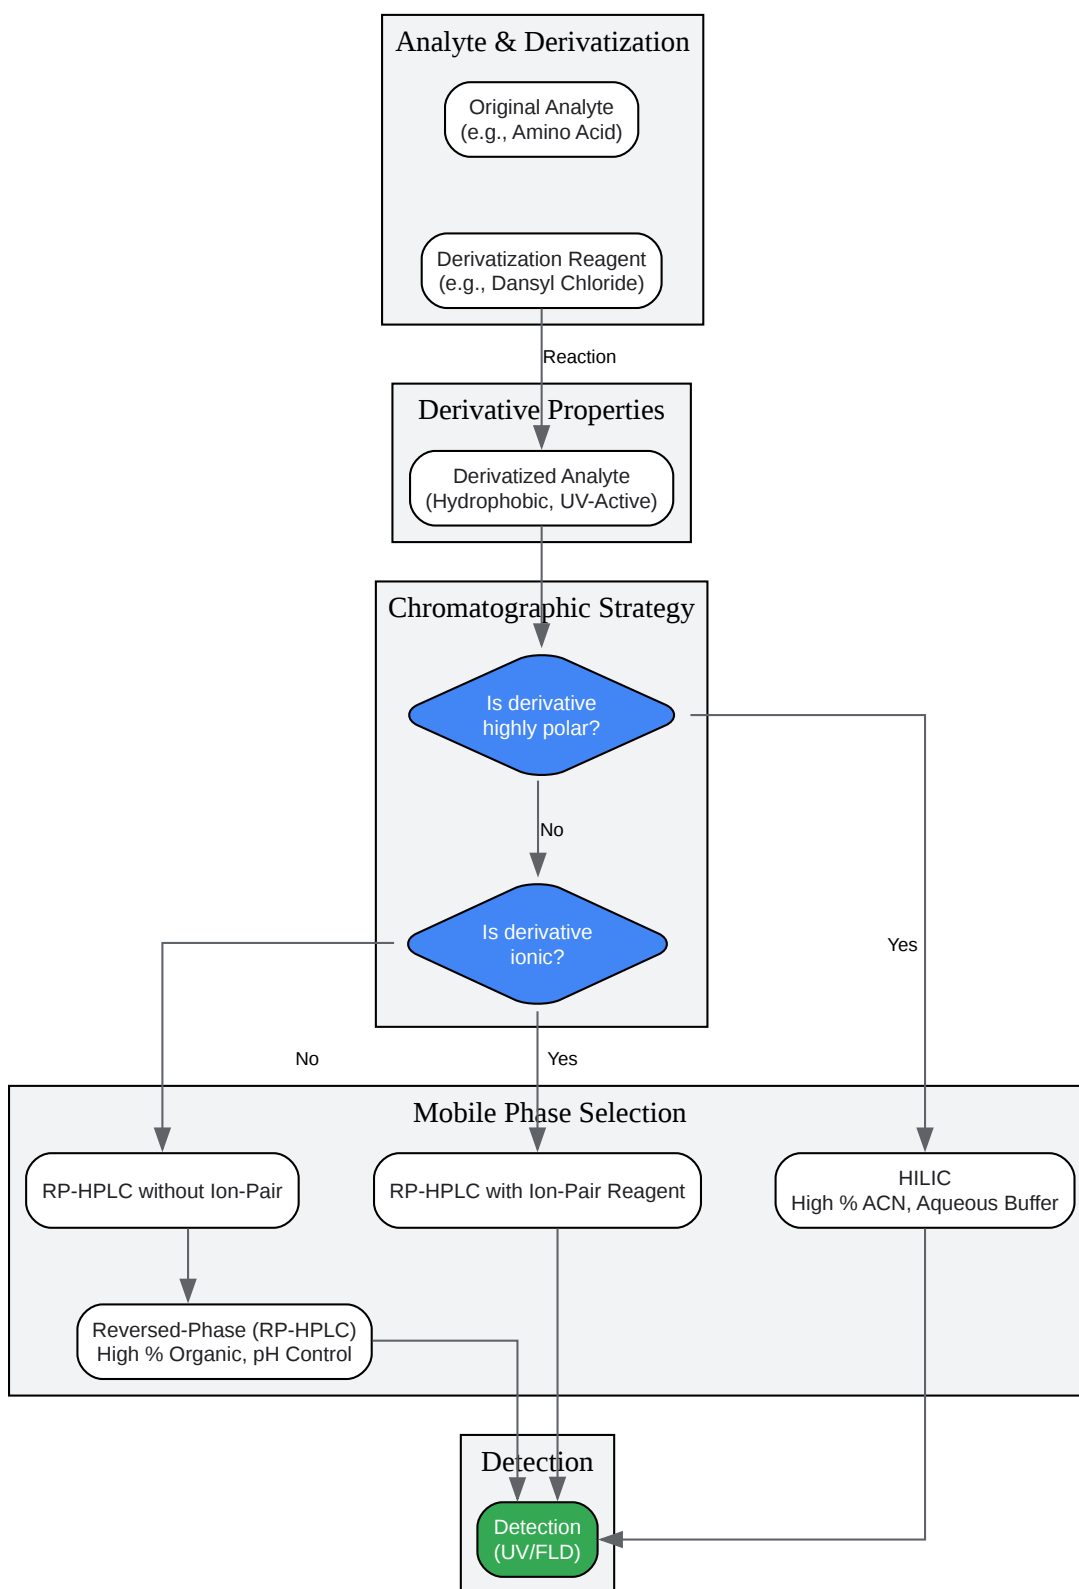 Analyte & Derivatization
Original Analyte
(e.g., Amino Acid)
Derivatization Reagent
(e.g., Dansyl Chloride)
Reaction
Derivative Properties
Derivatized Analyte
(Hydrophobic, UV-Active)
Chromatographic Strategy
Is derivative
highly polar?
No
Is derivative
ionic?
Yes
No
Yes
Mobile Phase Selection
RP-HPLC without Ion-Pair
RP-HPLC with Ion-Pair Reagent
HILIC
High % ACN, Aqueous Buffer
Reversed-Phase (RP-HPLC)
High % Organic, pH Control
Detection
Detection
(UV/FLD)